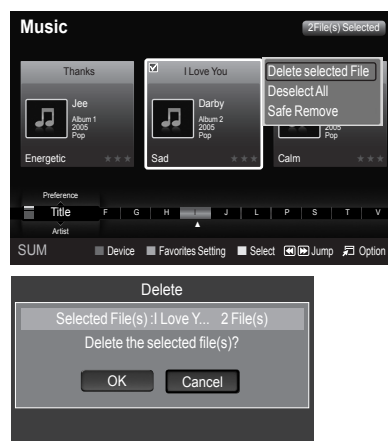 Music
2File(s) Selected
Thanks
Jee
Album 1
2005
Pop
Energetic
I Love You
Darby
Album 2
2005
Pop
Sad
Delete selected File
Deselect All
Safe Remove
2005
Pop
Calm
Preference
Title F G H I J L P S T V
Artist
SUM Device Favorites Setting Select Jump Option
Delete
Selected File(s) :I Love Y... 2 File(s)
Delete the selected file(s)?
OK Cancel